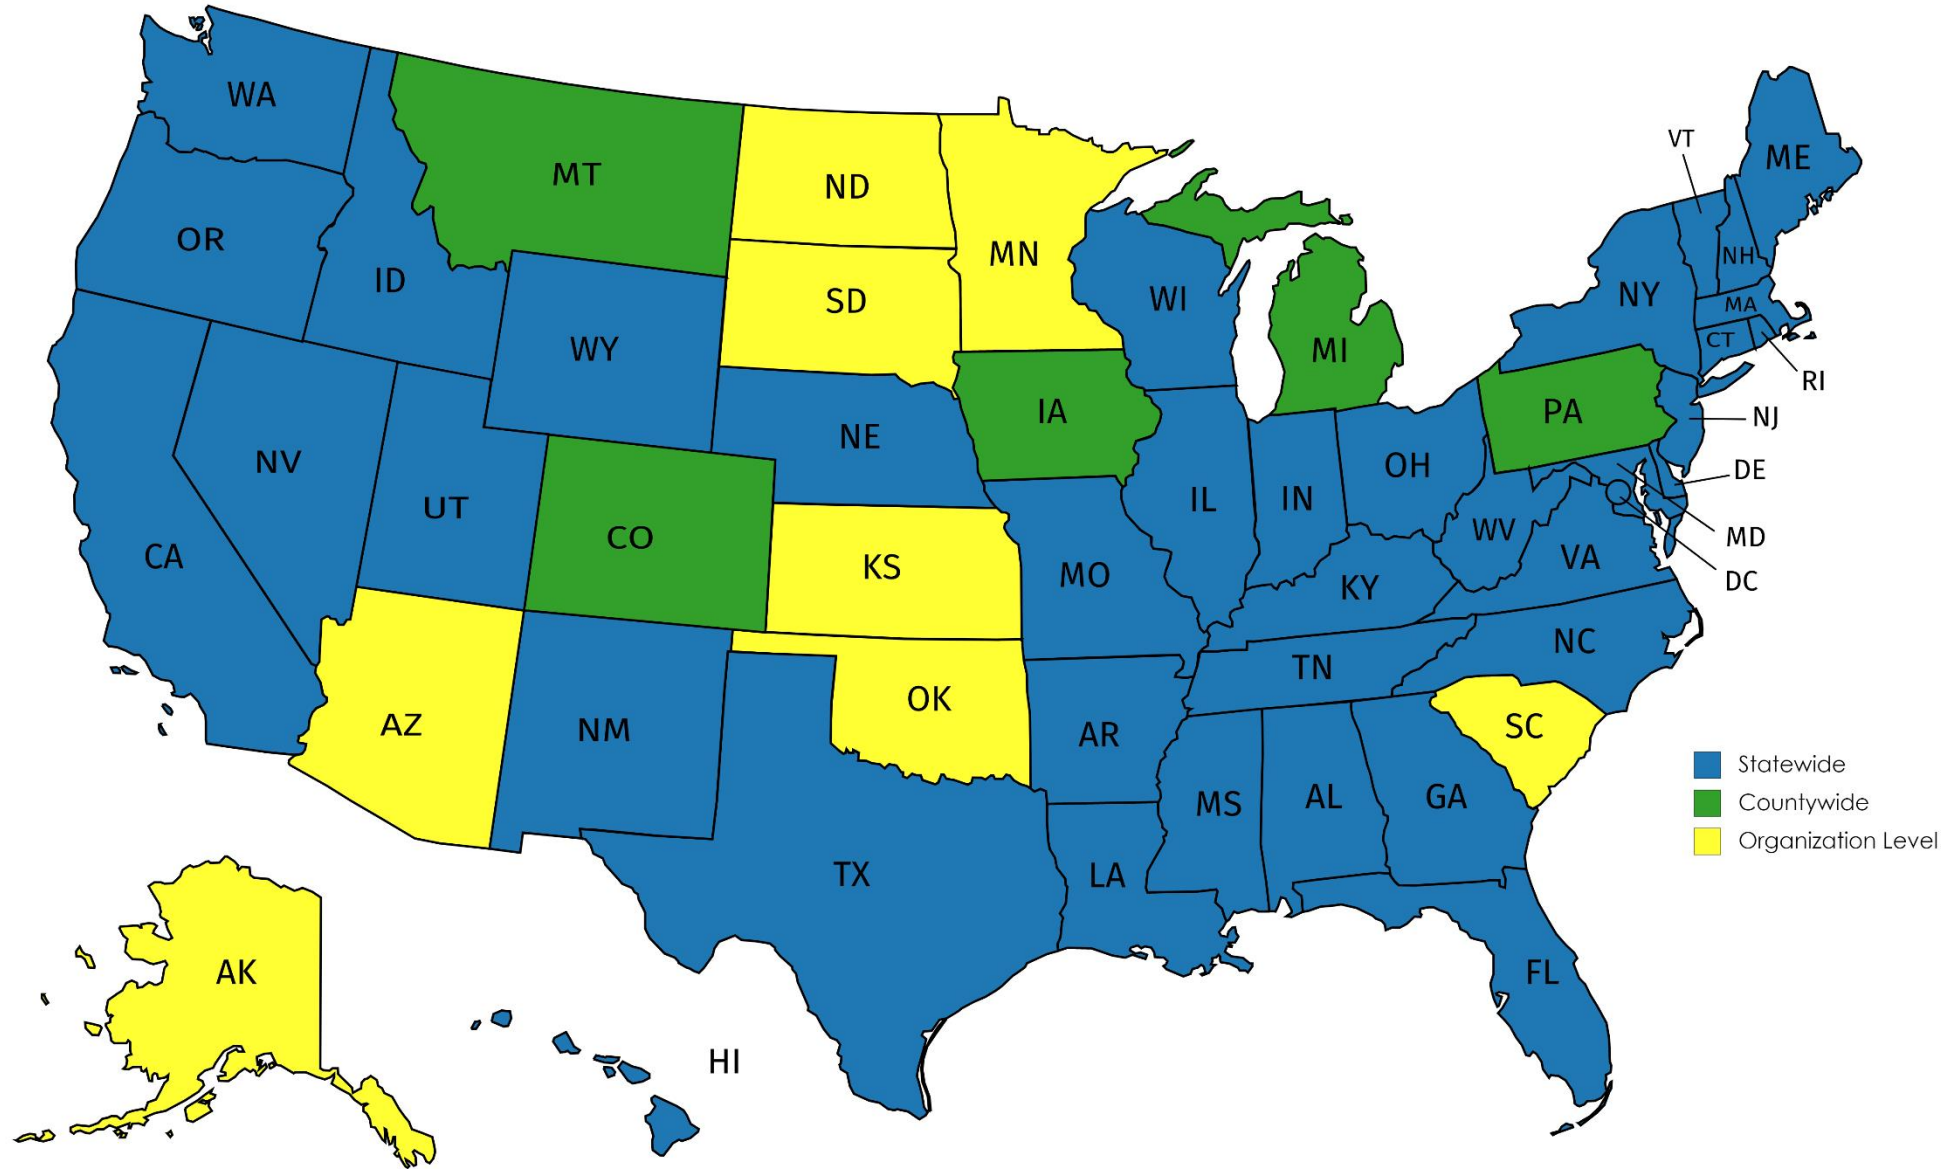 WA
MT
ND
MN
VT
ME
OR
ID
SD
WI
NY
NH
MA
CT
RI
WY
MI
IA
PA
NJ
NE
NV
UT
CO
KS
IL
IN
OH
DE
WV
MD
VA
DC
CA
MO
KY
AZ
NM
OK
AR
TN
NC
SC
MS
AL
GA
TX
LA
FL
AK
HI
Statewide
Countywide
Organization Level